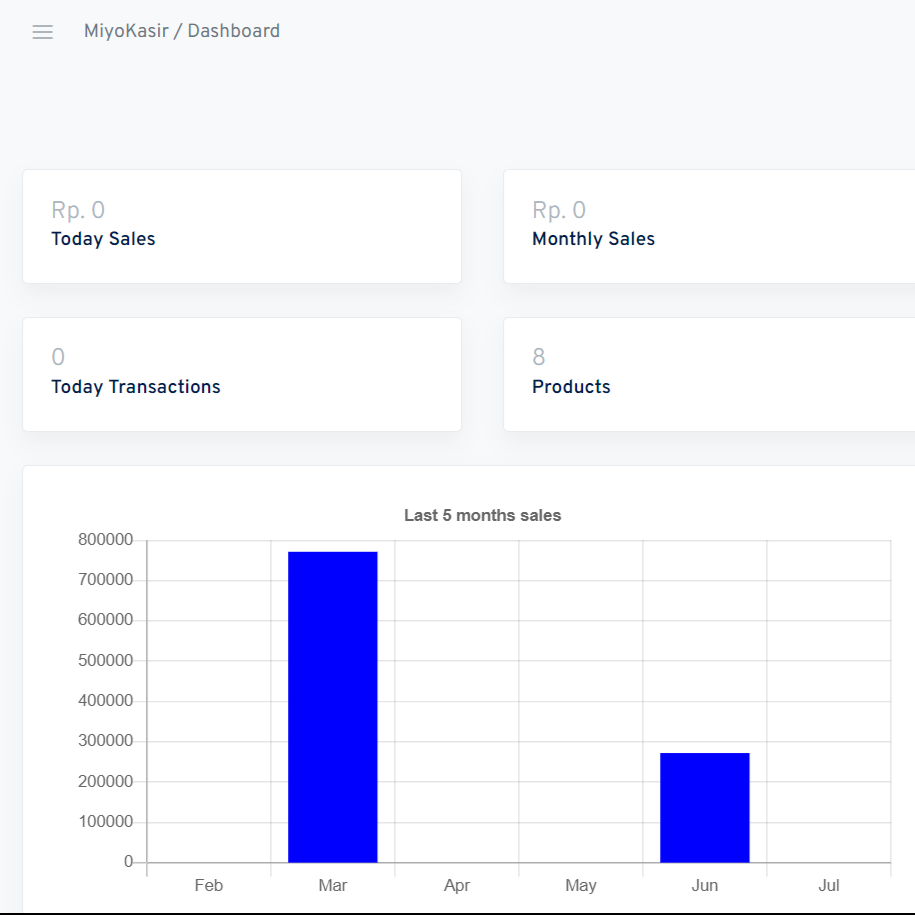 MiyoKasir / Dashboard
Rp. 0
Today Sales
Rp. 0
Monthly Sales
0
Today Transactions
8
Products
Last 5 months sales
800000
700000
600000
500000
400000
300000
200000
100000
0
Feb Mar Apr May Jun Jul